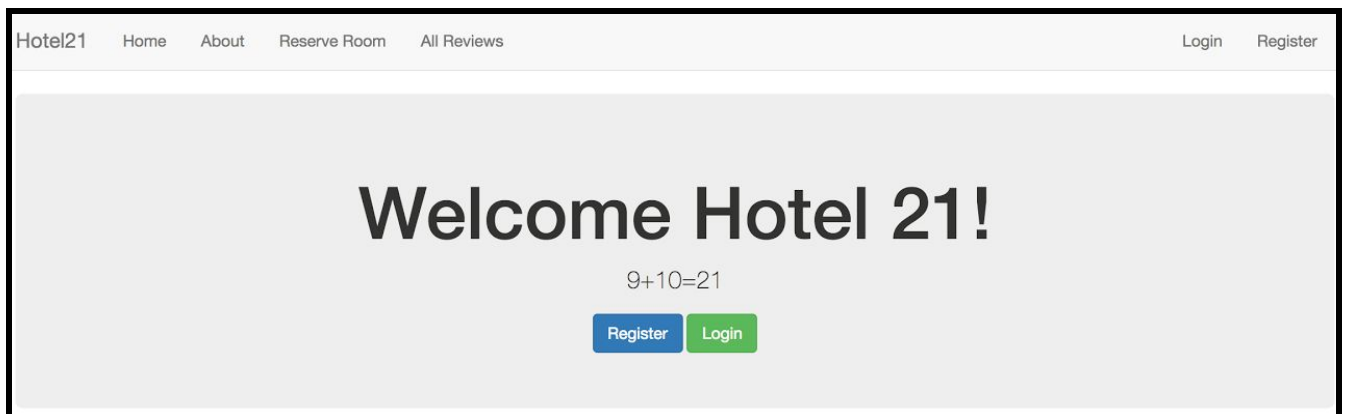 Hotel21 Home About Reserve Room All Reviews Login Register
Welcome Hotel 21!
9+10=21
Register Login